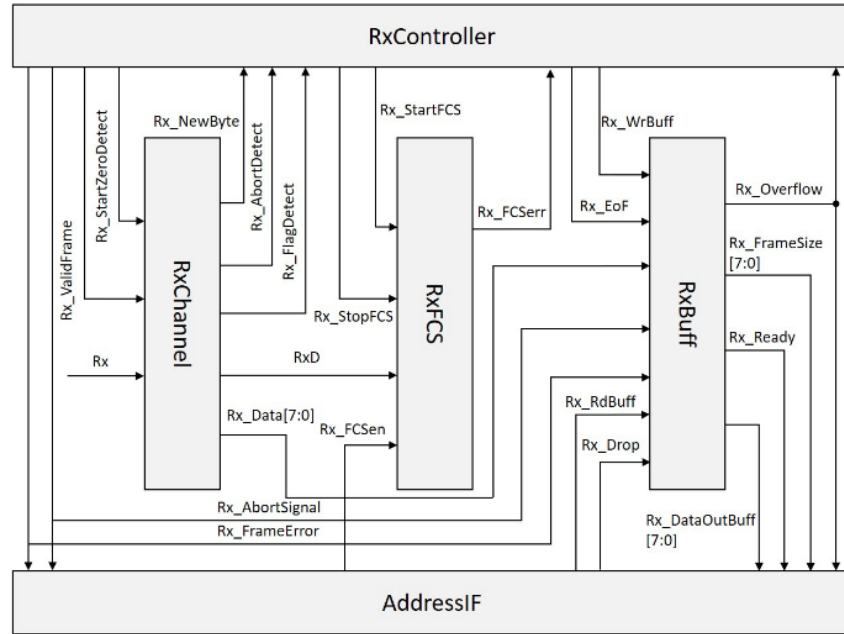 RxController
Rx_NewByte
Rx_StartFCS
Rx_WrBuff
Rx_StartZeroDetect
Rx_AbortDetect
Rx_Overflow
Rx_FCSerr
Rx_EoF
Rx_ValidFrame
Rx_FlagDetect
Rx_FrameSize
[7:0]
RxChannel
RxFCS
RxBuff
Rx_StopFCS
Rx_Ready
Rx
RxD
Rx_Data[7:0]
Rx_FCSen
Rx_RdBuff
Rx_Drop
Rx_AbortSignal
Rx_FrameError
Rx_DataOutBuff
[7:0]
AddressIF